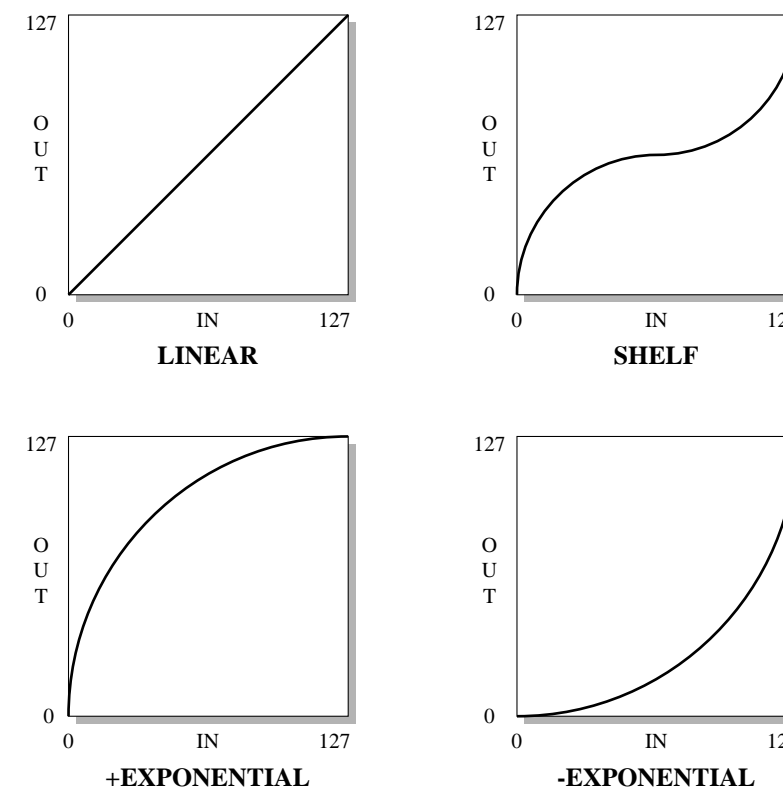 127
O
U
T
0
0 IN 127
LINEAR
127
O
U
T
0
0 IN
SHELF
127
O
U
T
0
0 IN 127
+EXPONENTIAL
127
O
U
T
0
0 IN
-EXPONENTIAL